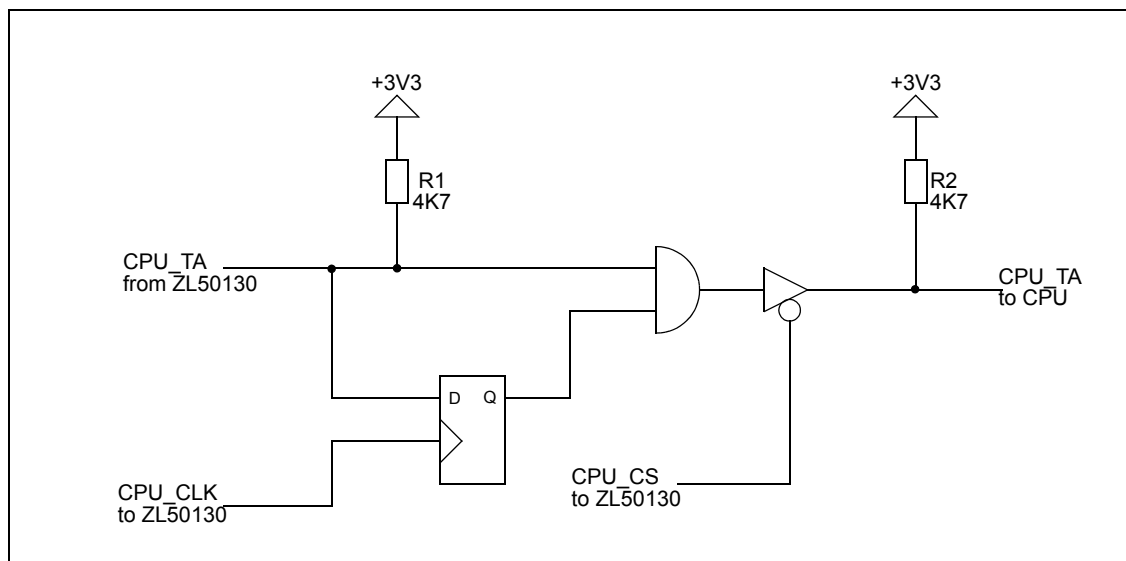 +3V3
+3V3
R1
4K7
R2
4K7
CPU_TA
from ZL50130
CPU_TA
to CPU
D
Q
CPU_CS
to ZL50130
CPU_CLK
to ZL50130